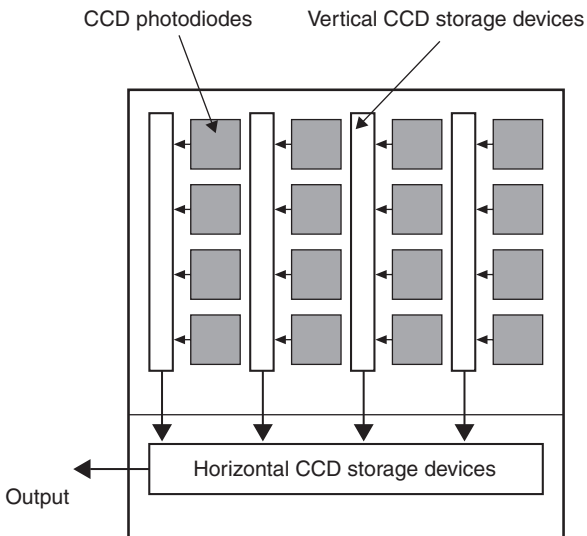 CCD photodiodes
Vertical CCD storage devices
Horizontal CCD storage devices
Output